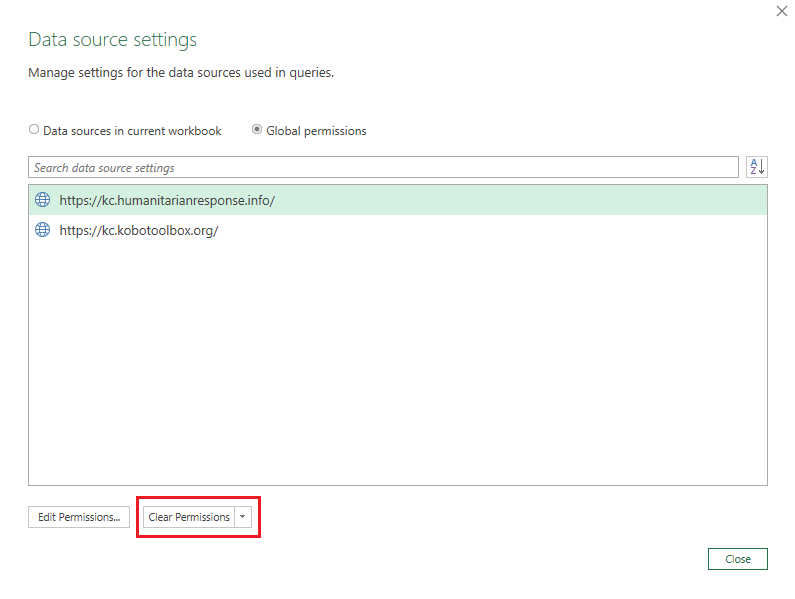 Data source settings
Manage settings for the data sources used in queries.
Data sources in current workbook
Global permissions
Search data source settings
AZ
https://kc.humanitarianresponse.info/
https://kc.kobotoolbox.org/
Edit Permissions...
Clear Permissions
Close